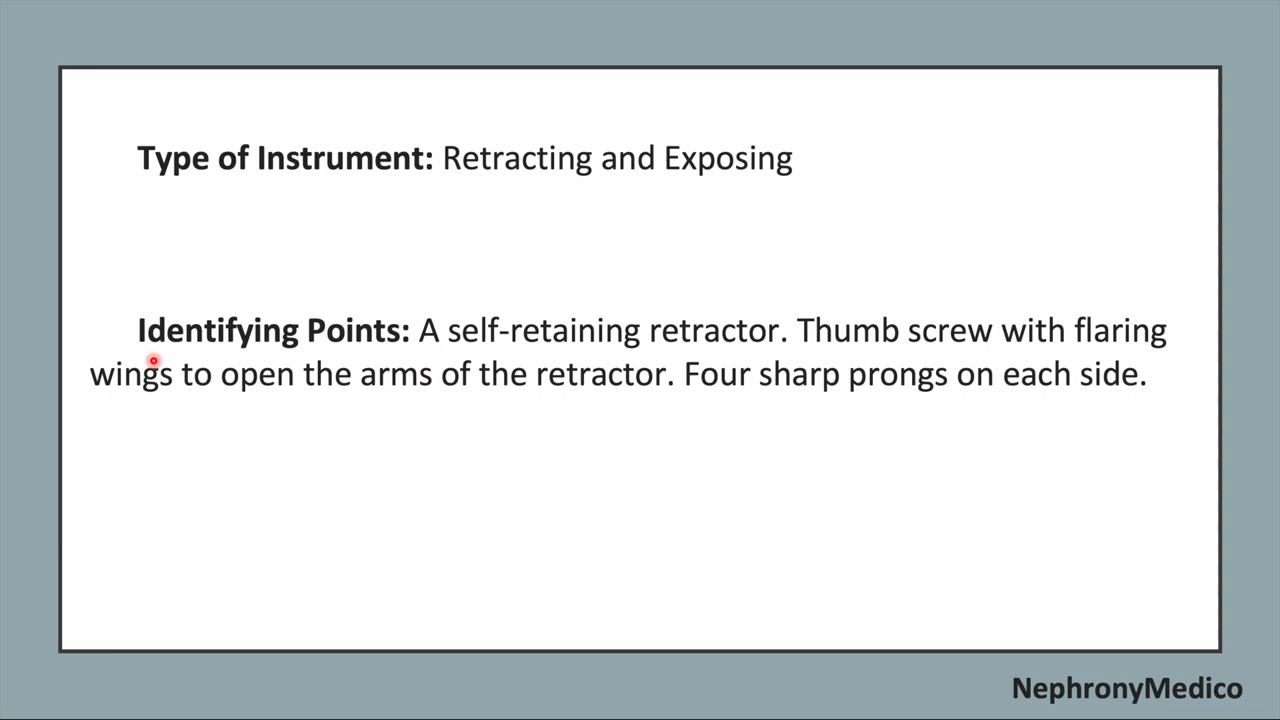 Type of Instrument: Retracting and Exposing
Identifying Points: A self-retaining retractor. Thumb screw with flaring
wings to open the arms of the retractor. Four sharp prongs on each side.
NephronyMedico